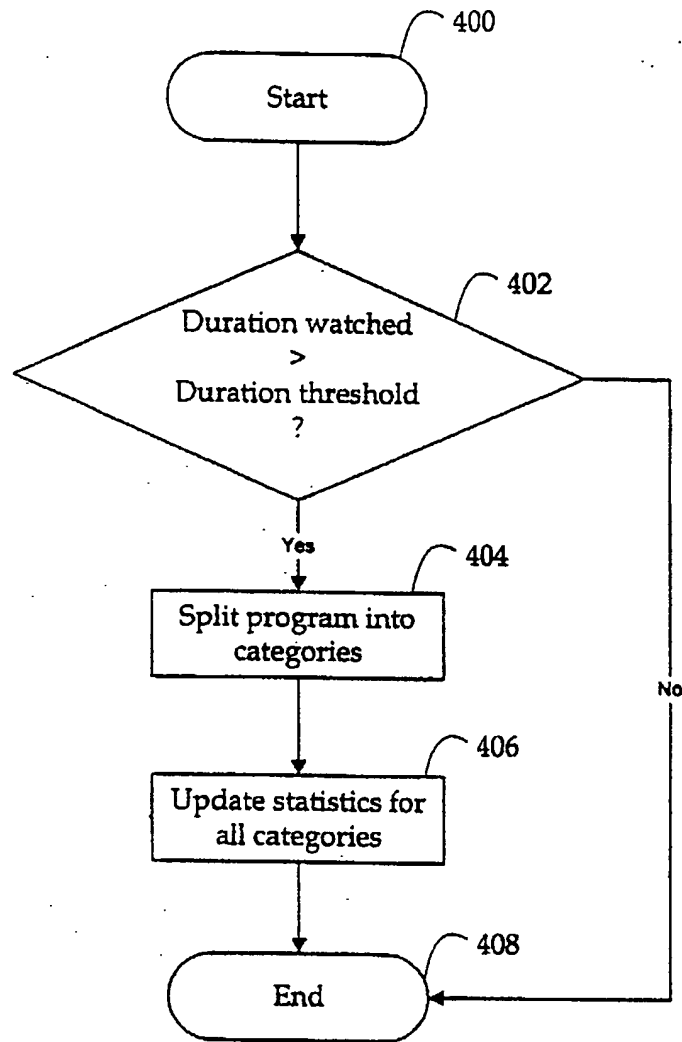 400
Start
402
Duration watched
>
Duration threshold
?
Yes
404
Split program into
categories
No
406
Update statistics for
all categories
408
End